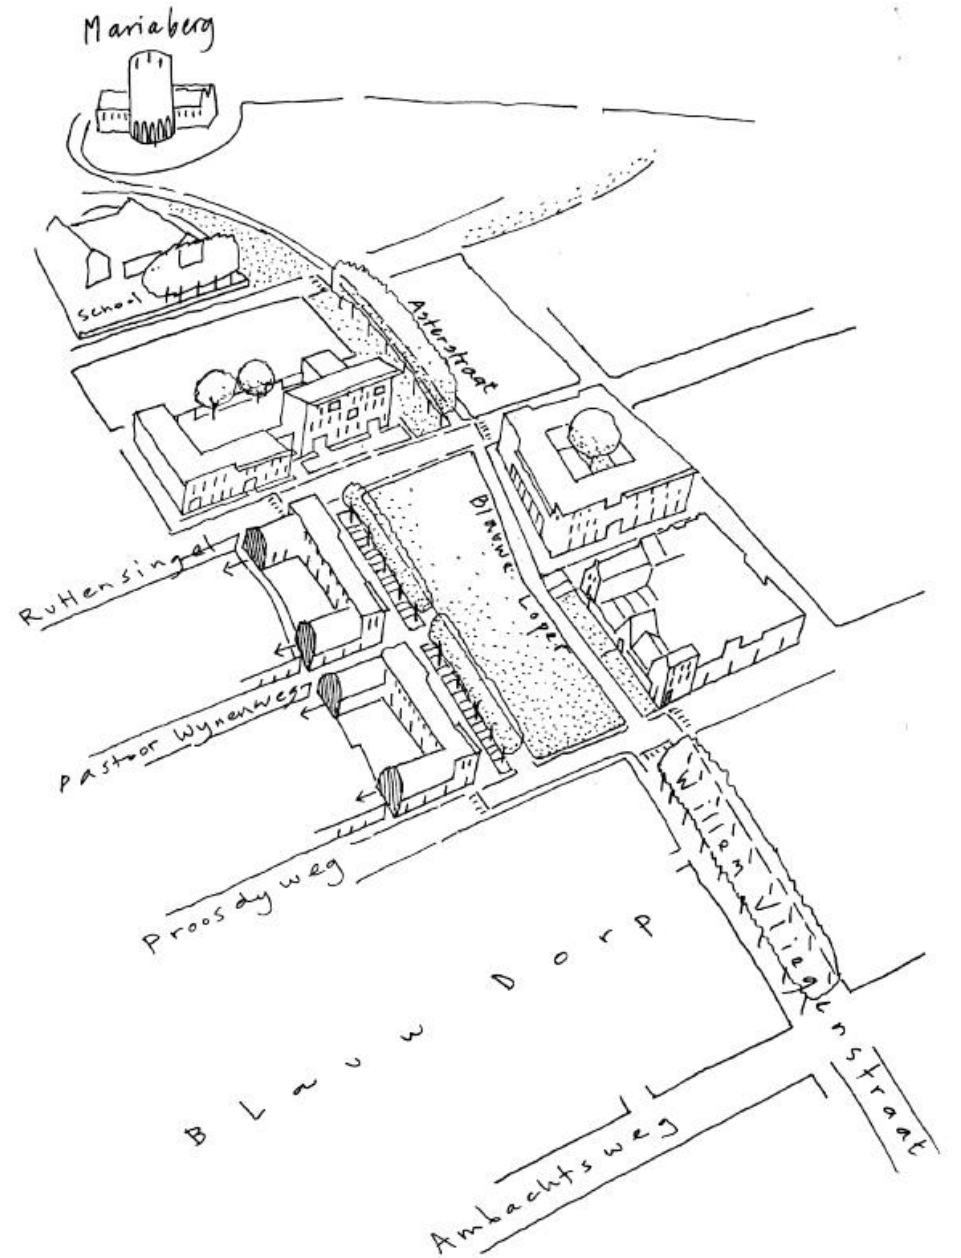 Mariaberg
school
Asterstraat
Blauwe Loper
Ruttensingel
Pastoor Wynenweg
Proosdyweg
Willem Vliegenstraat
Blauw Dorp
Ambachtsweg